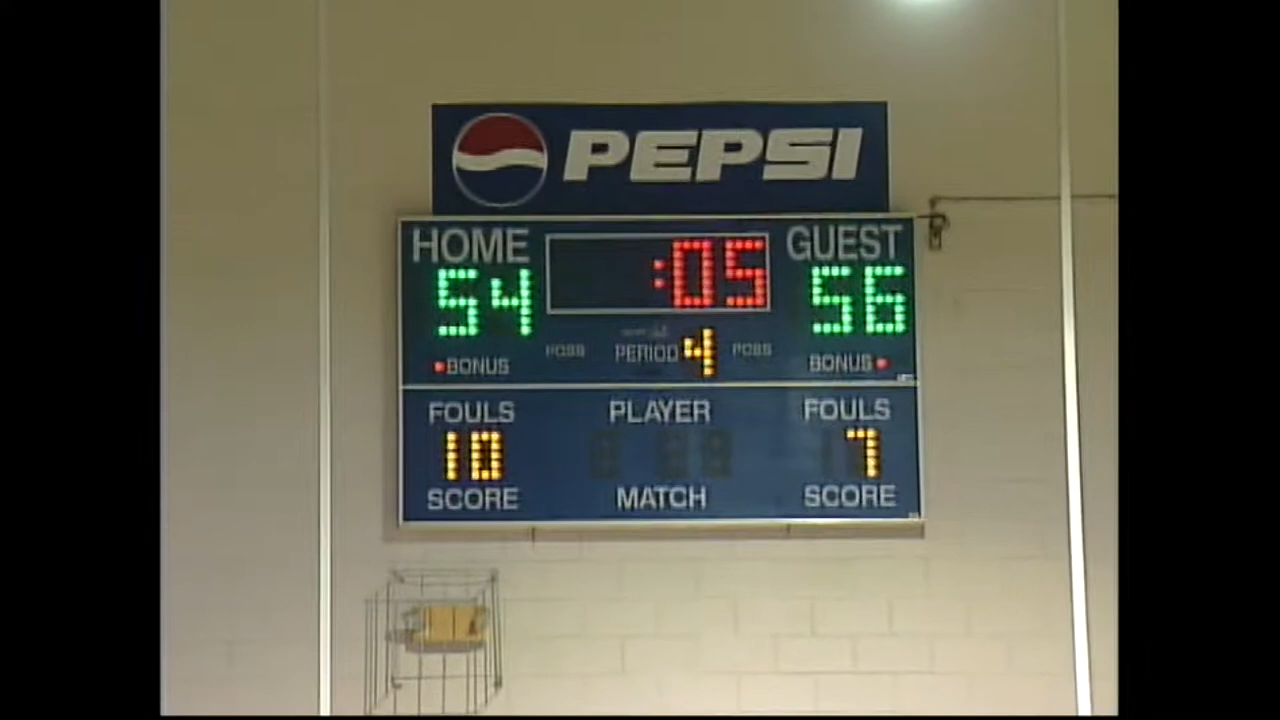 PEPSI
HOME :05 GUEST
54 56
POSS PERIOD 4 POSS
BONUS BONUS
FOULS PLAYER FOULS
10 7
SCORE MATCH SCORE